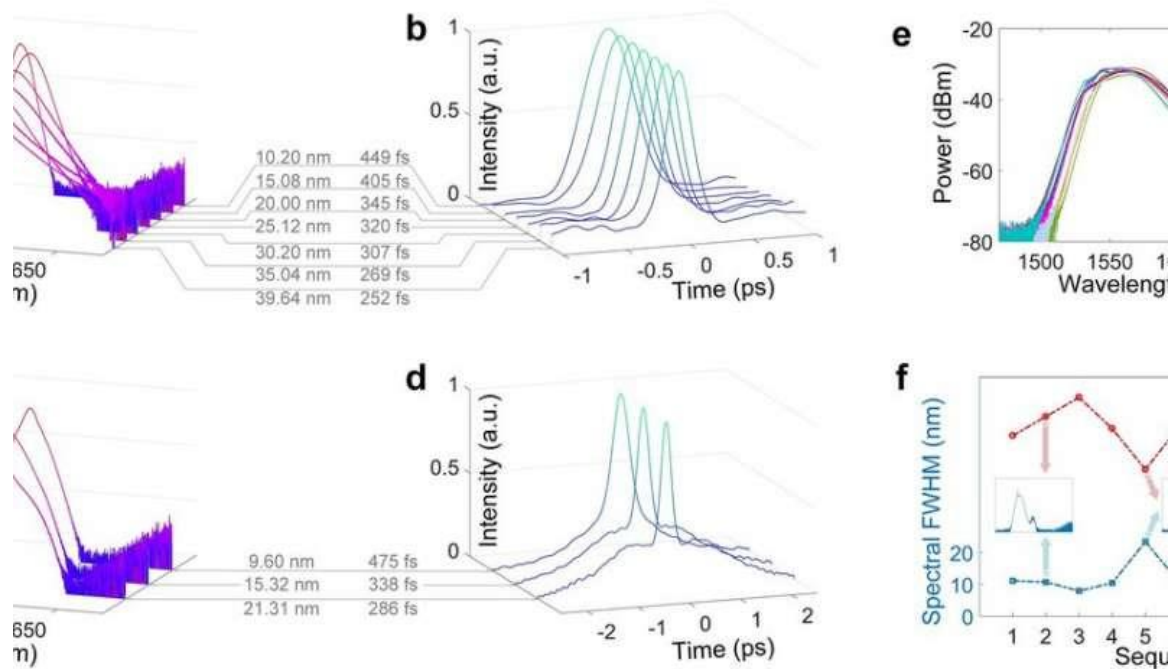 650
m)
10.20 nm 449 fs
15.08 nm 405 fs
20.00 nm 345 fs
25.12 nm 320 fs
30.20 nm 307 fs
35.04 nm 269 fs
39.64 nm 252 fs
b
Intensity (a.u.)
1
0.5
0
-1 -0.5 0 0.5 1
Time (ps)
e
Power (dBm)
-20
-40
-60
-80
1500 1550 1
Wavelengt
650
m)
9.60 nm 475 fs
15.32 nm 338 fs
21.31 nm 286 fs
d
Intensity (a.u.)
1
0.5
0
-2 -1 0 1 2
Time (ps)
f
Spectral FWHM (nm)
20
10
0
1 2 3 4 5
Sequ